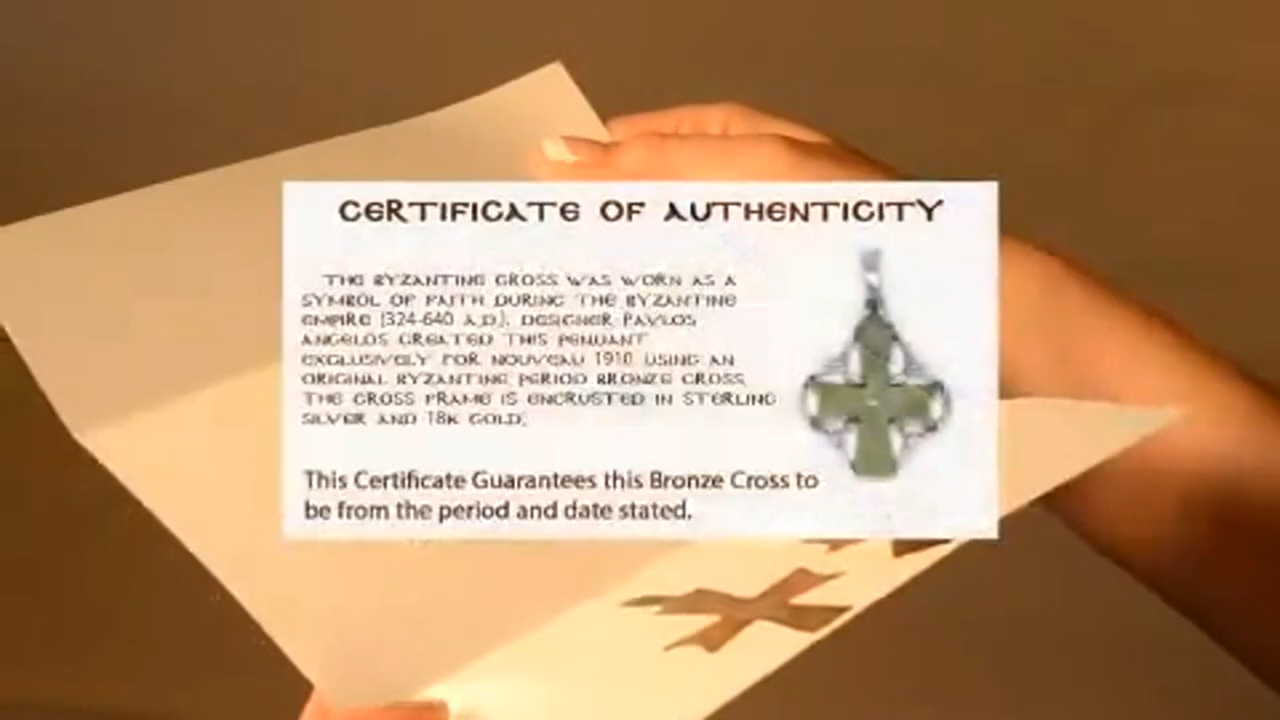 CERTIFICATE OF AUTHENTICITY
THE BYZANTINE CROSS WAS WORN AS A
SYMBOL OF FAITH DURING THE BYZANTINE
EMPIRE (324-640 A.D.). DESIGNER PAVLOS
ANGELOS CREATED THIS PENDANT
EXCLUSIVELY FOR NOUVEAU 1910 USING AN
ORIGINAL BYZANTINE PERIOD BRONZE CROSS.
THE CROSS FRAME IS ENCRUSTED IN STERLING
SILVER AND 18K GOLD.
This Certificate Guarantees this Bronze Cross to
be from the period and date stated.